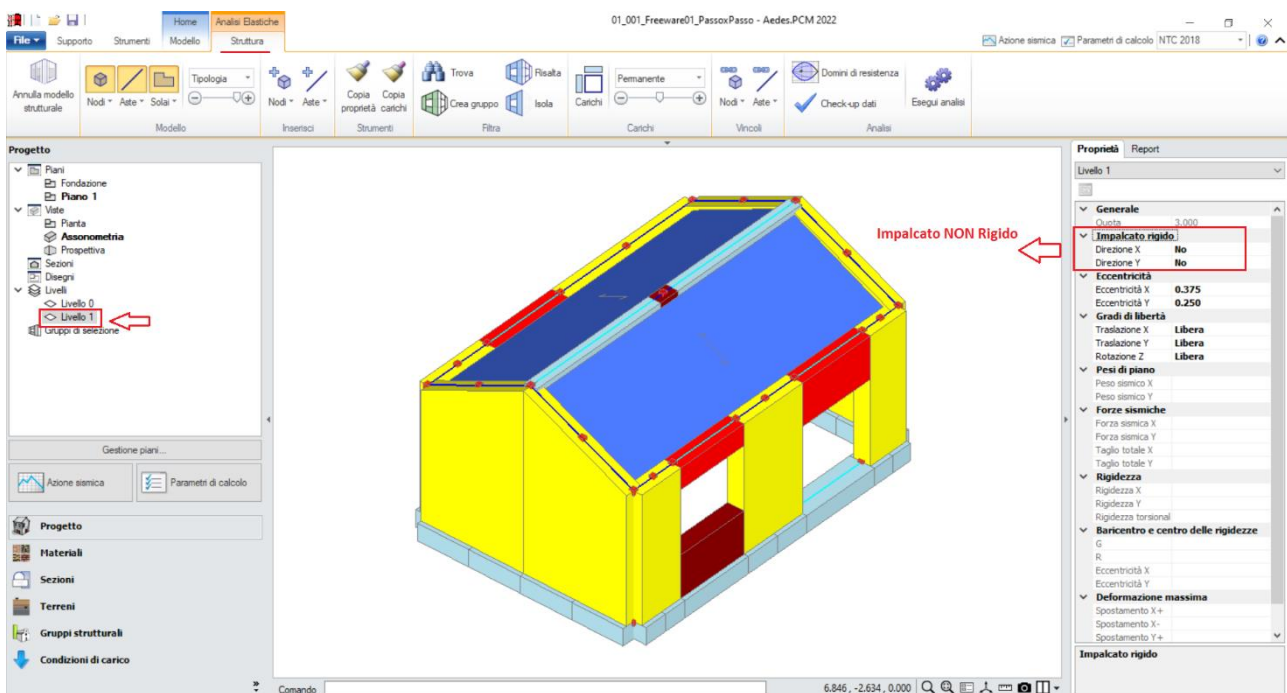 01_001_Freeware01_PassoxPasso - Aedes.PCM 2022
Home
Analisi Elastiche
File
Supporto
Strumenti
Modello
Struttura
Azione sismica
Parametri di calcolo
NTC 2018
Annulla modello
strutturale
Nodi
Aste
Solai
Tipologia
Modello
Nodi
Aste
Inserisci
Copia
proprietà
Copia
carichi
Strumenti
Trova
Crea gruppo
Risalta
Isola
Filtra
Carichi
Permanente
Carichi
Nodi
Aste
Vincoli
Domini di resistenza
Check-up dati
Esegui analisi
Analisi
Progetto
Piani
Fondazione
Piano 1
Viste
Pianta
Assonometria
Prospettiva
Sezioni
Disegni
Livelli
Livello 0
Livello 1
Gruppi di selezione
Gestione piani...
Azione sismica
Parametri di calcolo
Progetto
Materiali
Sezioni
Terreni
Gruppi strutturali
Condizioni di carico
Impalcato NON Rigido
Comando
6.846 , -2.634 , 0.000
Proprietà
Report
Livello 1
Generale
Quota 3.000
Impalcato rigido
Direzione X No
Direzione Y No
Eccentricità
Eccentricità X 0.375
Eccentricità Y 0.250
Gradi di libertà
Traslazione X Libera
Traslazione Y Libera
Rotazione Z Libera
Pesi di piano
Peso sismico X
Peso sismico Y
Forze sismiche
Forza sismica X
Forza sismica Y
Taglio totale X
Taglio totale Y
Rigidezza
Rigidezza X
Rigidezza Y
Rigidezza torsional
Baricentro e centro delle rigidezze
G
R
Eccentricità X
Eccentricità Y
Deformazione massima
Spostamento X+
Spostamento X-
Spostamento Y+
Impalcato rigido